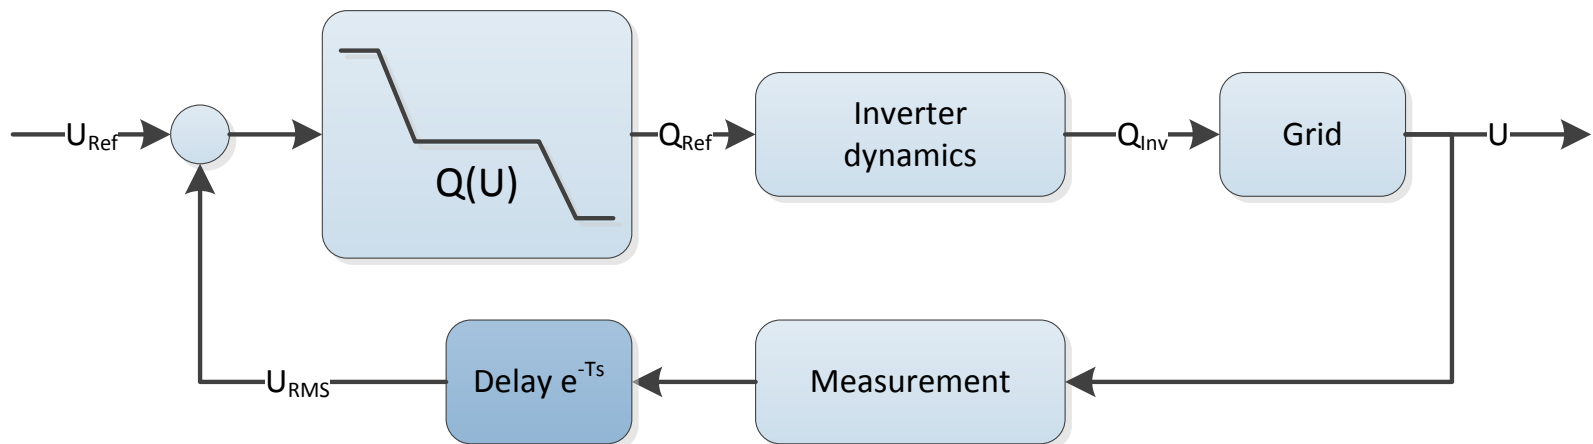 U_Ref
Q(U)
Q_Ref
Inverter
dynamics
Q_Inv
Grid
U
U_RMS
Delay e^-Ts
Measurement